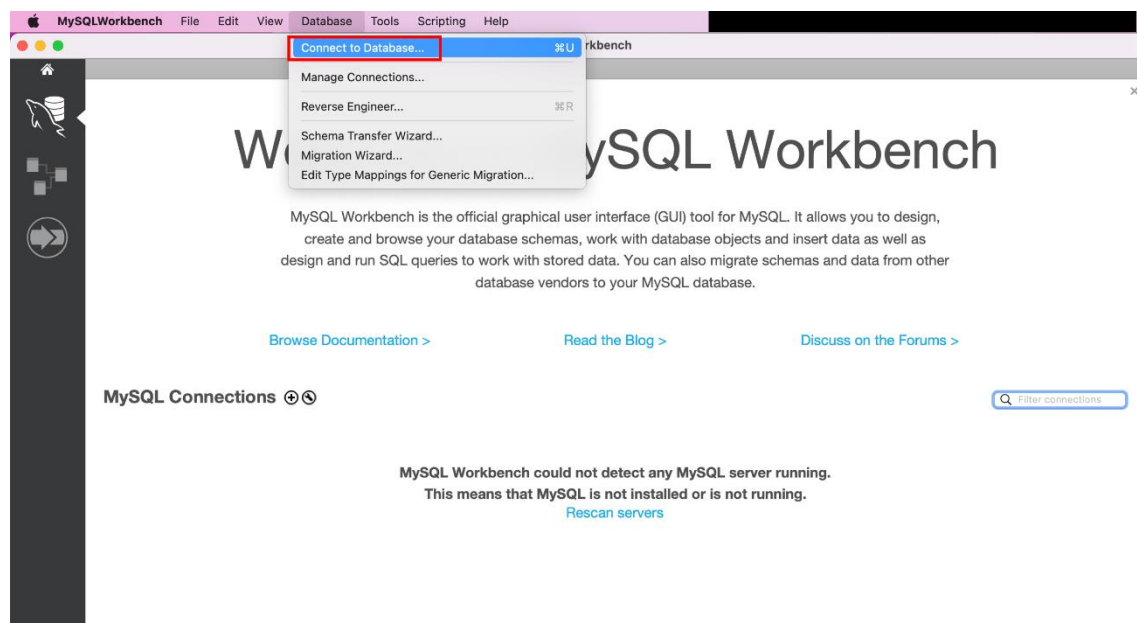 MySQLWorkbench File Edit View Database Tools Scripting Help
Connect to Database... ⌘U
rkbench
Manage Connections...
Reverse Engineer... ⌘R
Schema Transfer Wizard...
Migration Wizard...
Edit Type Mappings for Generic Migration...
W ySQL Workbench
MySQL Workbench is the official graphical user interface (GUI) tool for MySQL. It allows you to design,
create and browse your database schemas, work with database objects and insert data as well as
design and run SQL queries to work with stored data. You can also migrate schemas and data from other
database vendors to your MySQL database.
Browse Documentation > Read the Blog > Discuss on the Forums >
MySQL Connections
Filter connections
MySQL Workbench could not detect any MySQL server running.
This means that MySQL is not installed or is not running.
Rescan servers